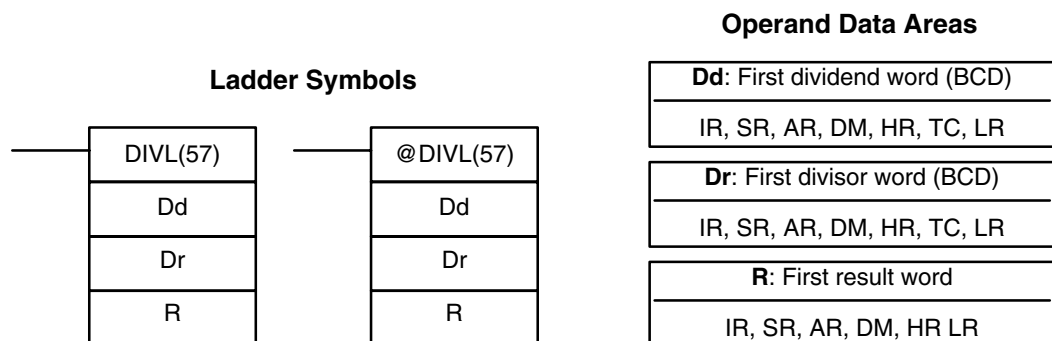 Operand Data Areas
Ladder Symbols
DIVL(57)
Dd
Dr
R
@DIVL(57)
Dd
Dr
R
Dd: First dividend word (BCD)
IR, SR, AR, DM, HR, TC, LR
Dr: First divisor word (BCD)
IR, SR, AR, DM, HR, TC, LR
R: First result word
IR, SR, AR, DM, HR LR